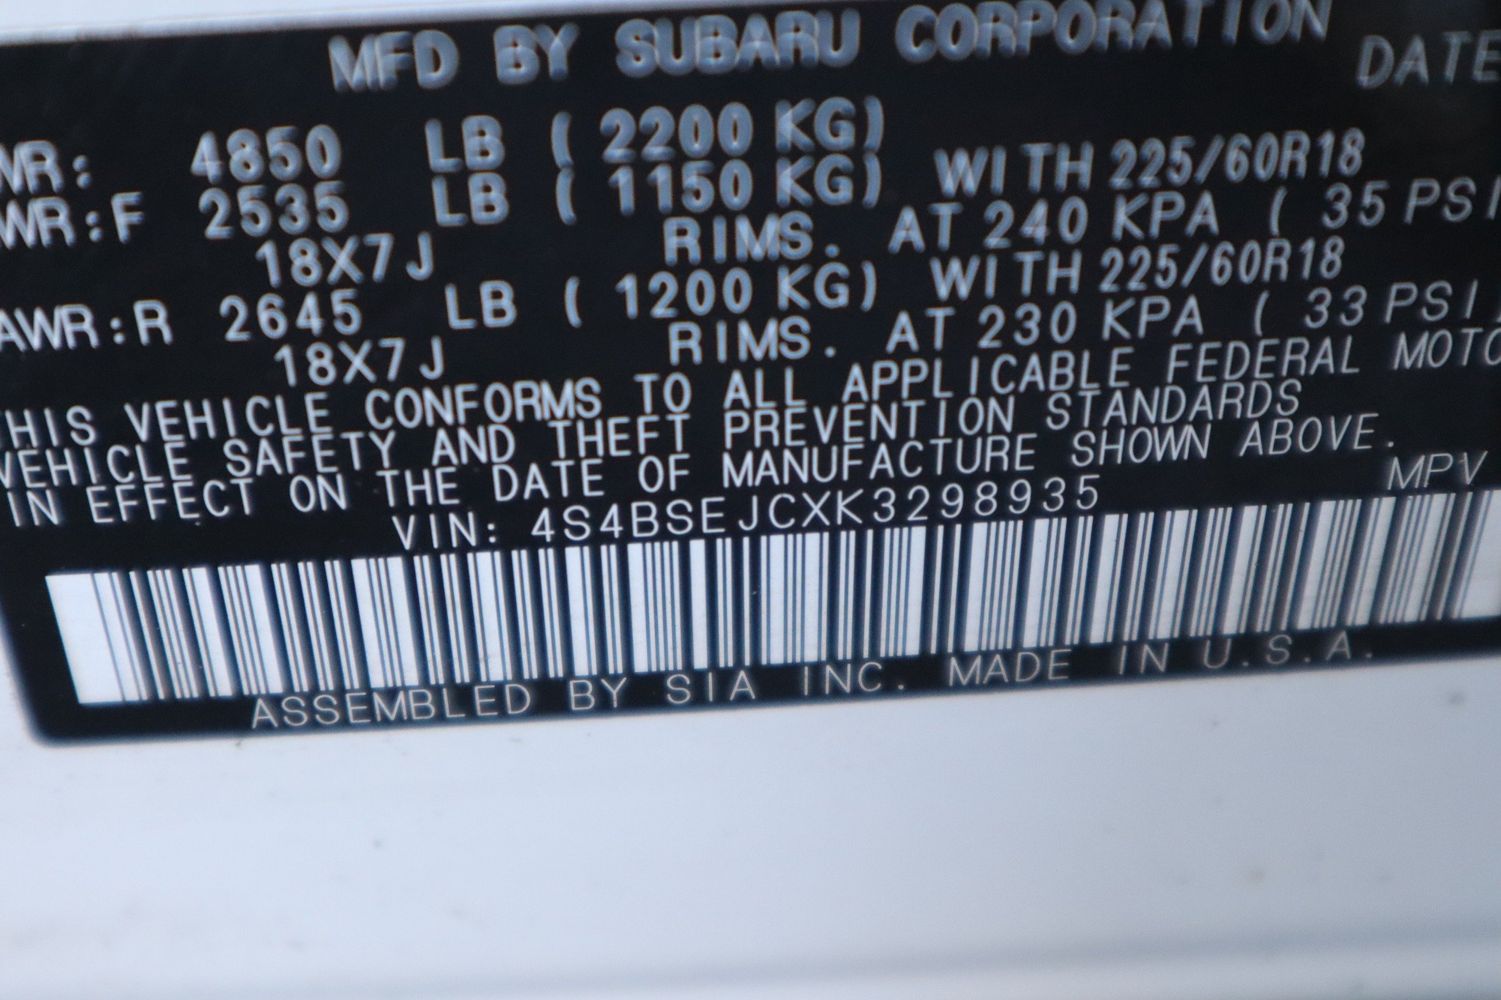 MFD BY SUBARU CORPORATION DATE
WR: 4850 LB ( 2200 KG)
WR:F 2535 LB ( 1150 KG) WITH 225/60R18
18X7J RIMS. AT 240 KPA ( 35 PSI
AWR:R 2645 LB ( 1200 KG) WITH 225/60R18
18X7J RIMS. AT 230 KPA ( 33 PSI
HIS VEHICLE CONFORMS TO ALL APPLICABLE FEDERAL MOTO
VEHICLE SAFETY AND THEFT PREVENTION STANDARDS
IN EFFECT ON THE DATE OF MANUFACTURE SHOWN ABOVE.
VIN: 4S4BSEJCXK3298935 MPV
ASSEMBLED BY SIA INC. MADE IN U.S.A.